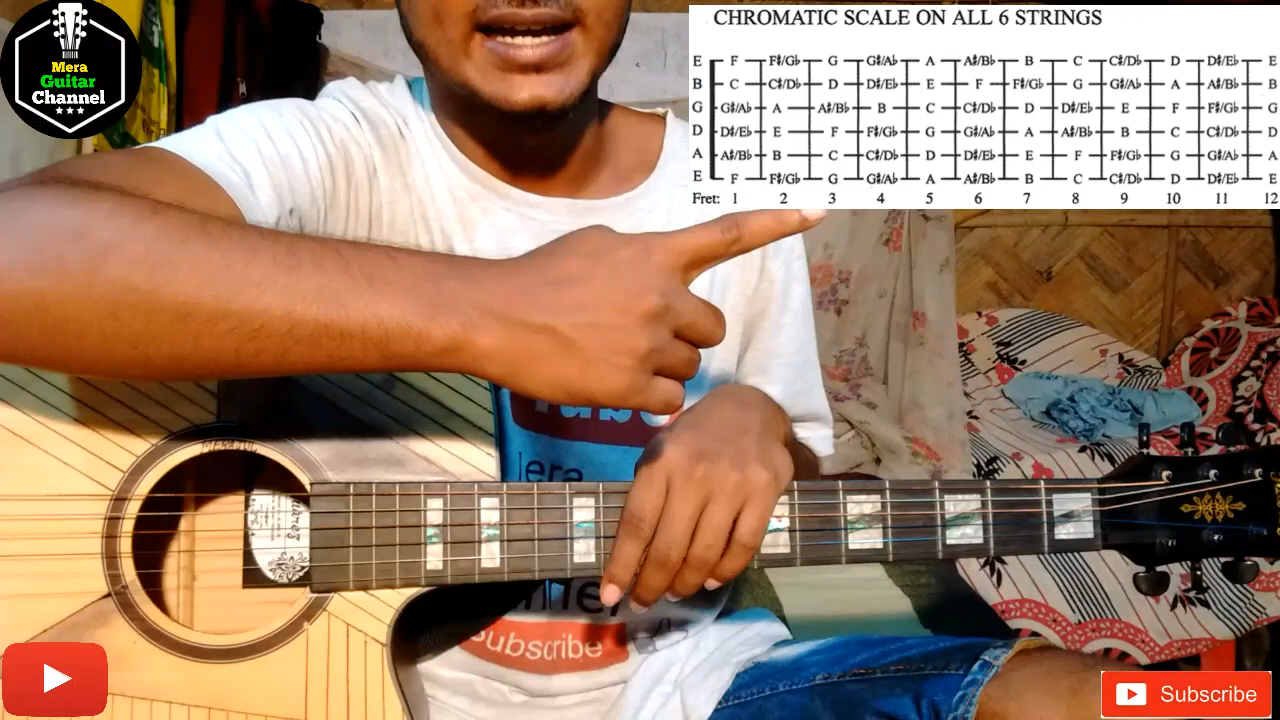 Mera
Guitar
Channel
CHROMATIC SCALE ON ALL 6 STRINGS
E F F♯/G♭ G G♯/A♭ A A♯/B♭ B C C♯/D♭ D D♯/E♭ E
B C C♯/D♭ D D♯/E♭ E F F♯/G♭ G G♯/A♭ A A♯/B♭ B
G G♯/A♭ A A♯/B♭ B C C♯/D♭ D D♯/E♭ E F F♯/G♭ G
D D♯/E♭ E F F♯/G♭ G G♯/A♭ A A♯/B♭ B C C♯/D♭ D
A A♯/B♭ B C C♯/D♭ D D♯/E♭ E F F♯/G♭ G G♯/A♭ A
E F F♯/G♭ G G♯/A♭ A A♯/B♭ B C C♯/D♭ D D♯/E♭ E
Fret: 1 2 3 4 5 6 7 8 9 10 11 12
Subscribe
Subscribe